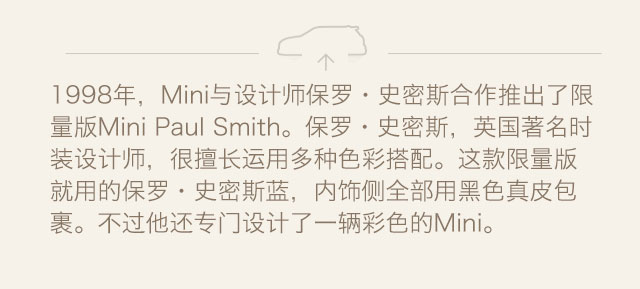 1998年，Mini与设计师保罗・史密斯合作推出了限
量版Mini Paul Smith。保罗・史密斯，英国著名时
装设计师，很擅长运用多种色彩搭配。这款限量版
就用的保罗・史密斯蓝，内饰侧全部用黑色真皮包
裹。不过他还专门设计了一辆彩色的Mini。